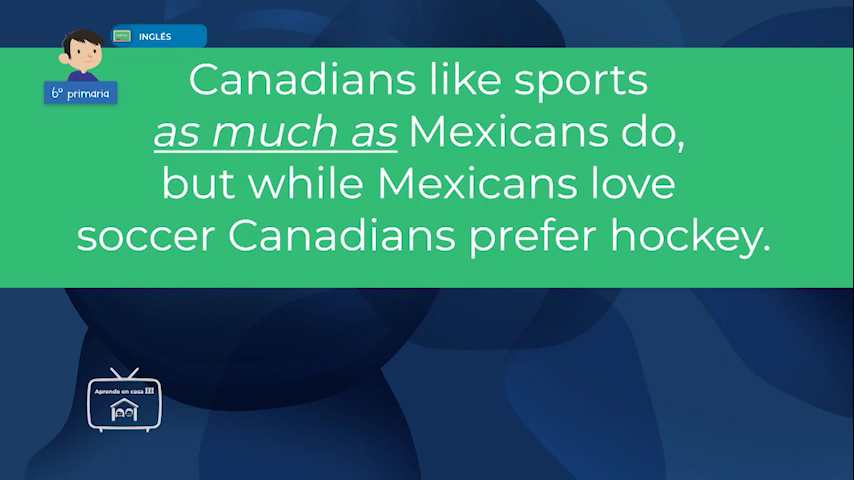 INGLÉS
6º primaria
Canadians like sports
as much as Mexicans do,
but while Mexicans love
soccer Canadians prefer hockey.
Aprende en casa III